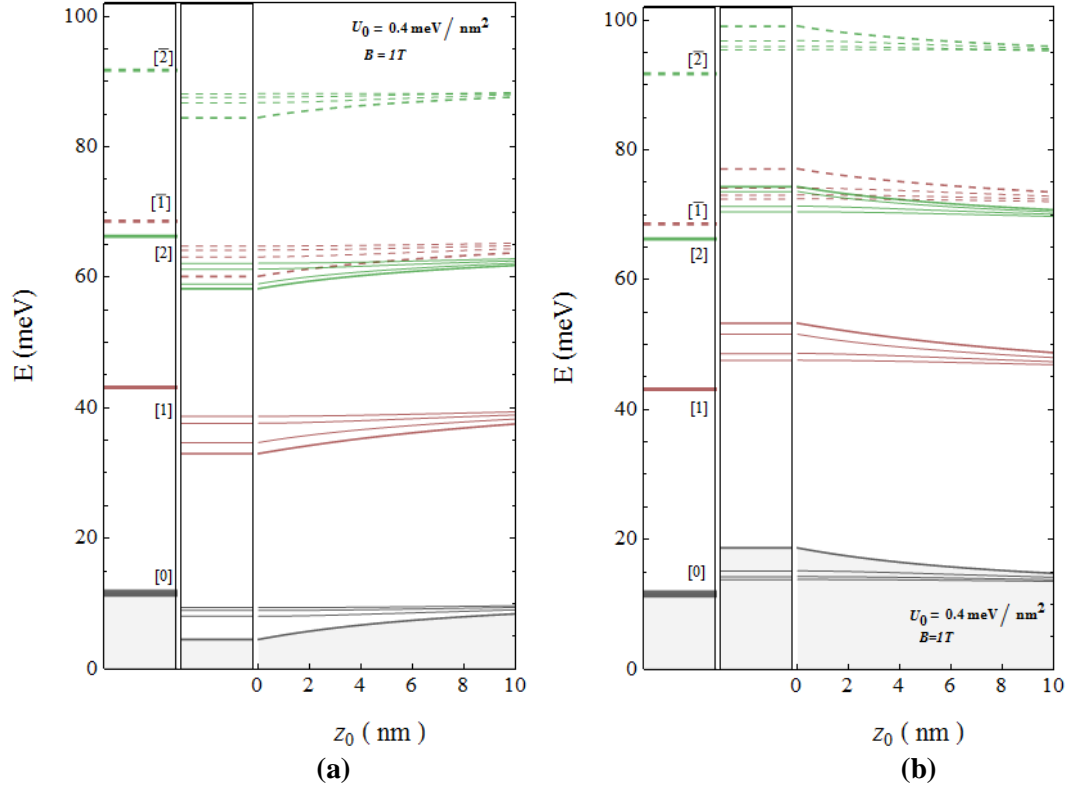 100
80
60
40
20
0
E (meV)
[2̅]
[1̅]
[2]
[1]
[0]
U₀ = 0.4 meV/ nm²
B = 1T
0 2 4 6 8 10
z₀ ( nm )
(a)
100
80
60
40
20
0
E (meV)
[2̅]
[1̅]
[2]
[1]
[0]
U₀ = 0.4 meV/ nm²
B=1T
0 2 4 6 8 10
z₀ ( nm )
(b)